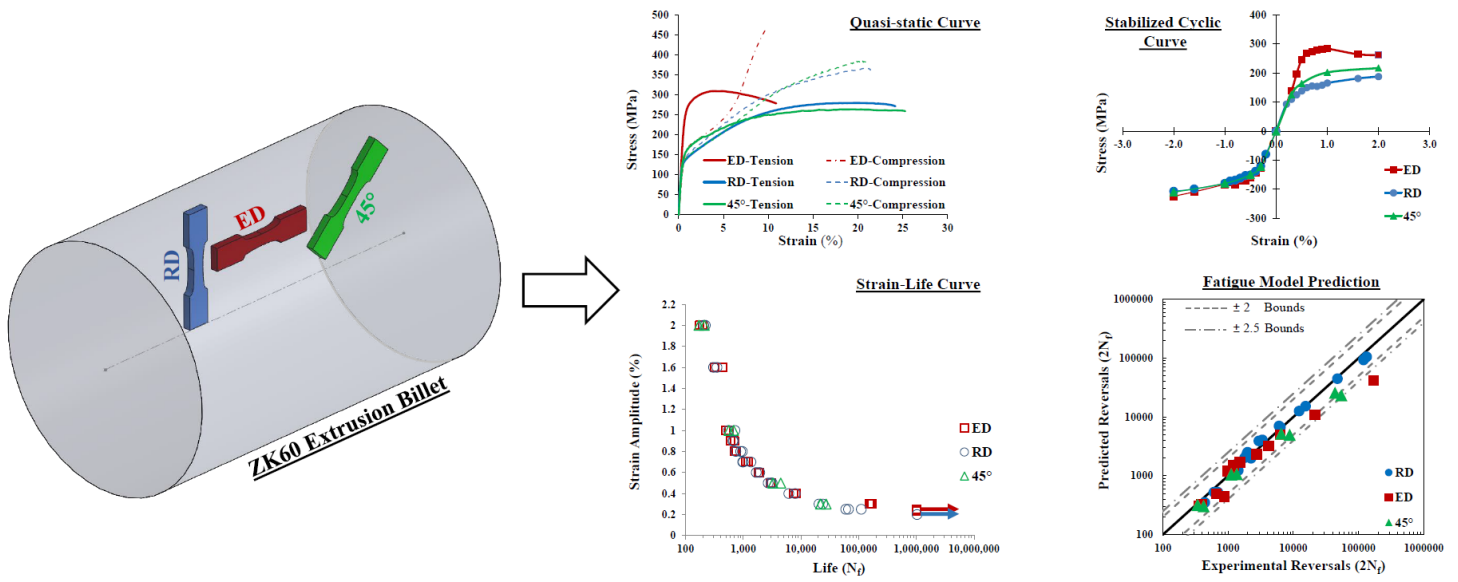 RD
ED
45°
ZK60 Extrusion Billet
Quasi-static Curve
Stress (MPa)
500
450
400
350
300
250
200
150
100
50
0
0
5
10
15
20
25
30
Strain (%)
ED-Tension
ED-Compression
RD-Tension
RD-Compression
45°-Tension
45°-Compression
Stabilized Cyclic
Curve
Stress (MPa)
400
300
200
100
0
-100
-200
-300
-3.0
-2.0
-1.0
0.0
1.0
2.0
3.0
Strain (%)
ED
RD
45°
Strain-Life Curve
Strain Amplitude (%)
2.2
2
1.8
1.6
1.4
1.2
1
0.8
0.6
0.4
0.2
0
100
1,000
10,000
100,000
1,000,000
10,000,000
Life (Nf)
ED
RD
45°
Fatigue Model Prediction
± 2 Bounds
± 2.5 Bounds
Predicted Reversals (2Nf)
1000000
100000
10000
1000
100
100
1000
10000
100000
1000000
Experimental Reversals (2Nf)
RD
ED
45°